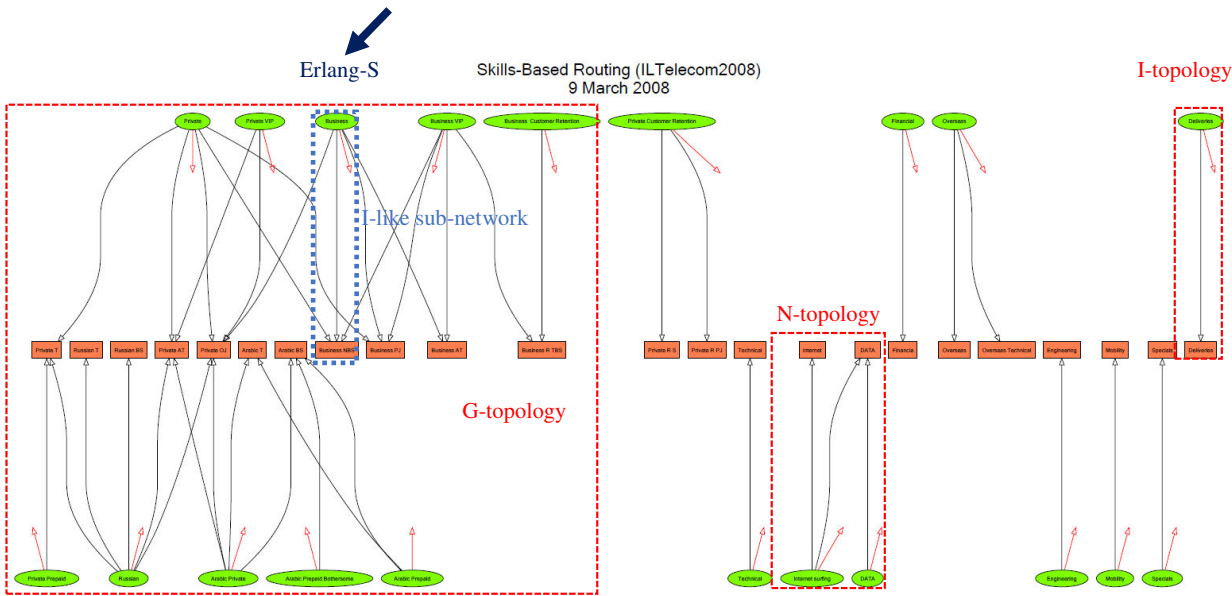 Erlang-S
Skills-Based Routing (ILTelecom2008)
9 March 2008
I-topology
Private
Private VIP
Business
Business VIP
Business Customer Retention
Private Customer Retention
Financial
Overseas
Deliveries
I-like sub-network
N-topology
Private T
Russian T
Russian BS
Private AT
Private OJ
Arabic T
Arabic BS
Business NBS
Business PJ
Business AT
Business R TBS
Private R S
Private R PJ
Technical
Internet
DATA
Financia
Overseas
Overseas Technical
Engineering
Mobility
Specials
Deliveries
G-topology
Private Prepaid
Russian
Arabic Private
Arabic Prepaid Bothersome
Arabic Prepaid
Technical
Internet surfing
DATA
Engineering
Mobility
Specials